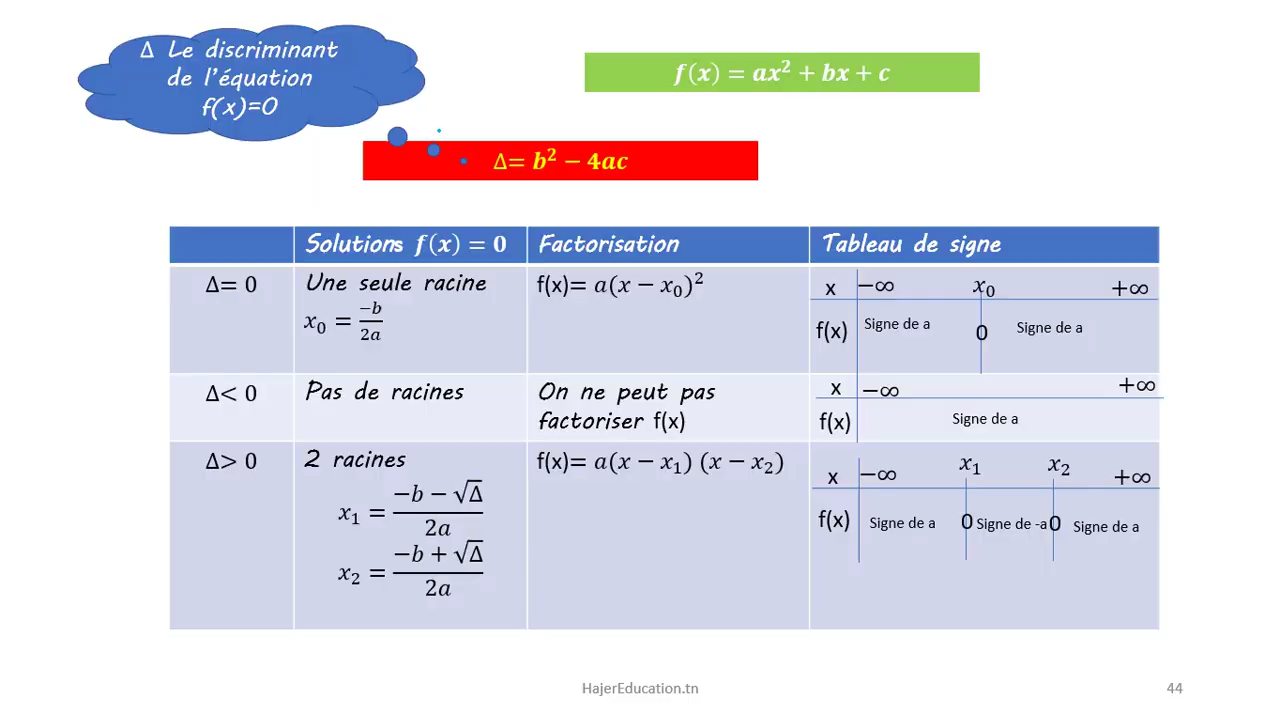 Δ Le discriminant
de l'équation
f(x)=0
f(x) = ax² + bx + c
Δ= b² − 4ac
Solutions f(x) = 0 Factorisation Tableau de signe
Δ= 0
Une seule racine
x₀ = −b/2a
f(x)= a(x − x₀)²
x −∞ x₀ +∞
f(x) Signe de a 0 Signe de a
Δ< 0
Pas de racines
On ne peut pas
factoriser f(x)
x −∞ +∞
f(x) Signe de a
Δ> 0
2 racines
x₁ = (−b − √Δ)/2a
x₂ = (−b + √Δ)/2a
f(x)= a(x − x₁) (x − x₂)
x −∞ x₁ x₂ +∞
f(x) Signe de a 0 Signe de -a 0 Signe de a
HajerEducation.tn
44